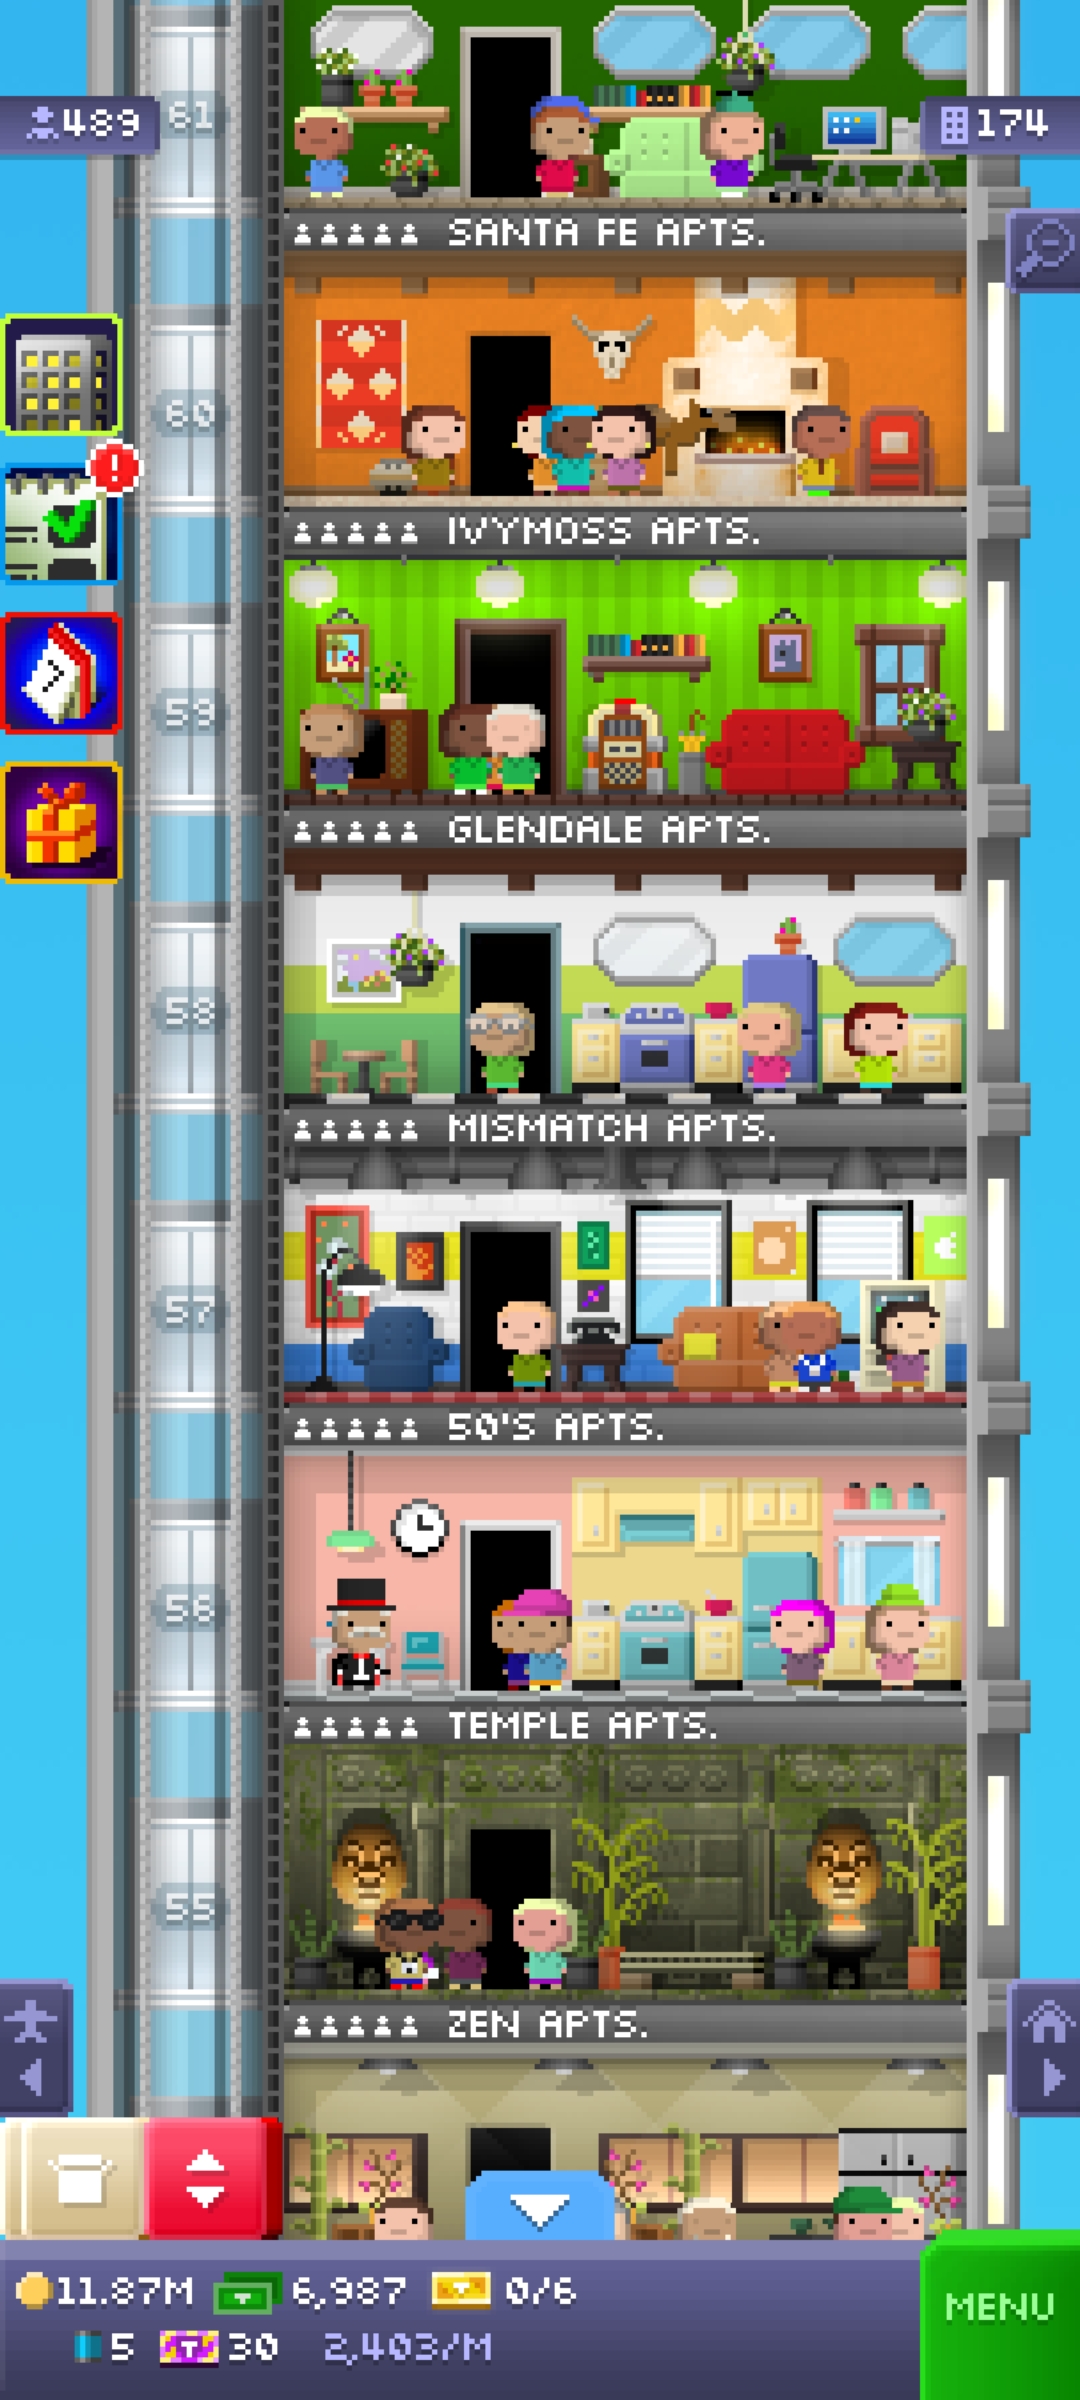 61
489
174
SANTA FE APTS.
60
IVYMOSS APTS.
59
GLENDALE APTS.
58
MISMATCH APTS.
57
50'S APTS.
56
TEMPLE APTS.
55
ZEN APTS.
11.87M 6,987 0/6
5 T 30 2,403/M
MENU